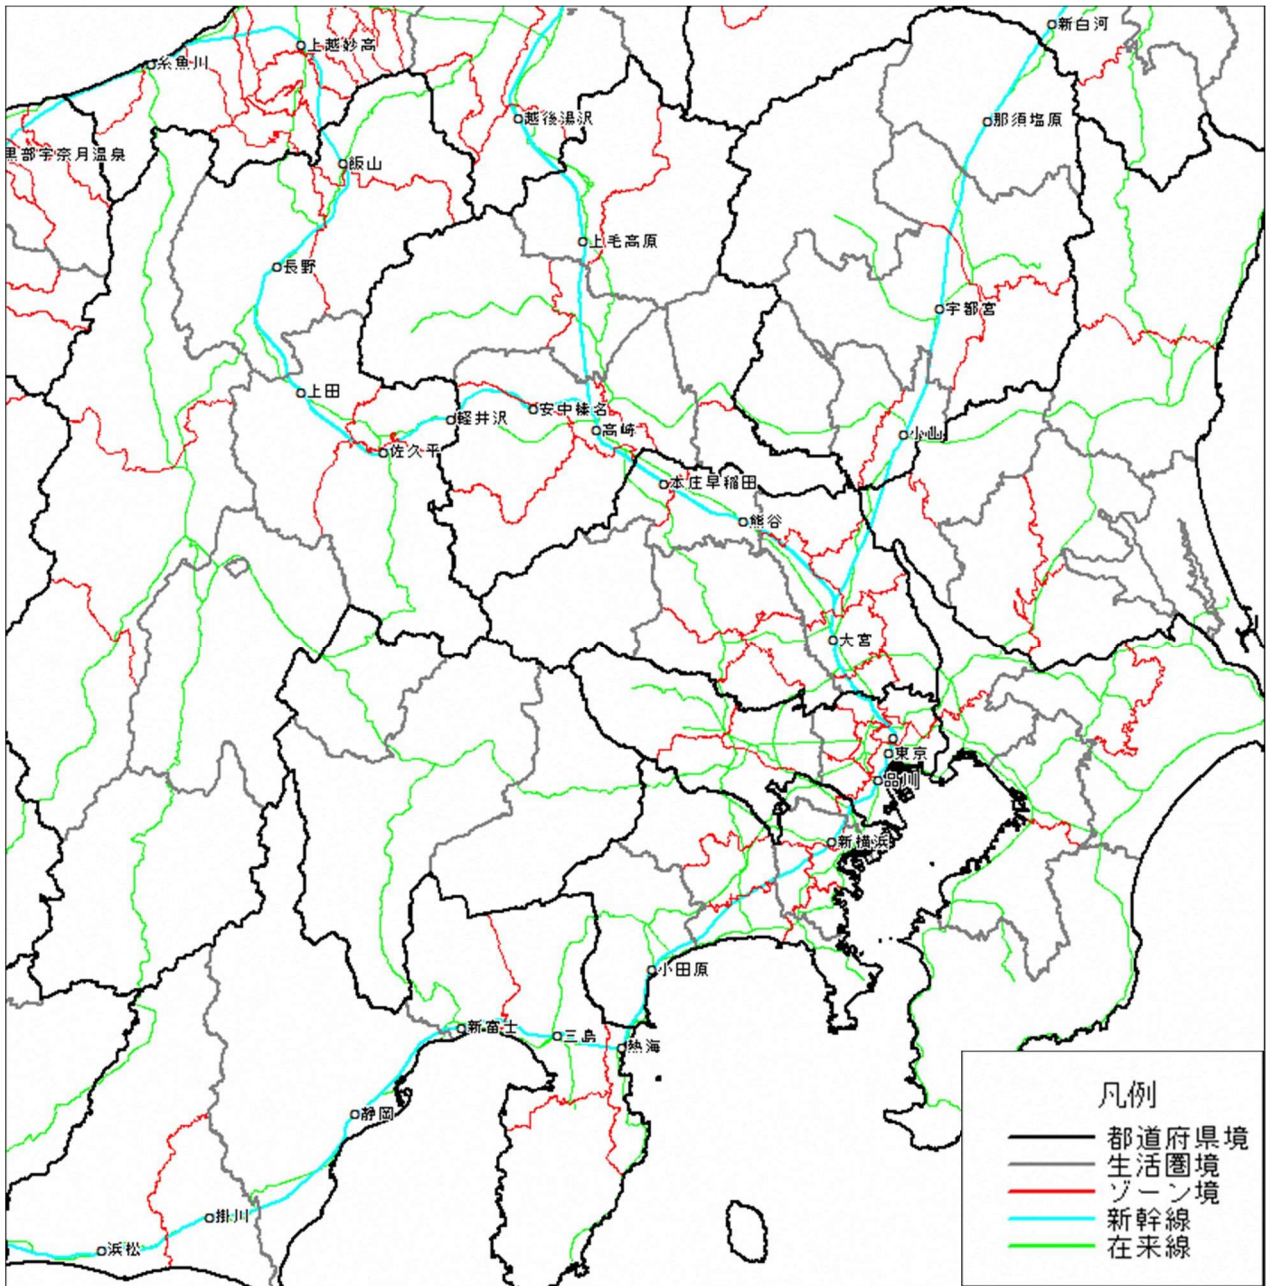 新白河
上越妙高
糸魚川
越後湯沢
那須塩原
黒部宇奈月温泉
飯山
上毛高原
長野
宇都宮
上田
安中榛名
軽井沢
高崎
小山
佐久平
本庄早稲田
熊谷
大宮
東京
品川
新横浜
小田原
新富士
三島
熱海
静岡
掛川
浜松
凡例
都道府県境
生活圏境
ゾーン境
新幹線
在来線